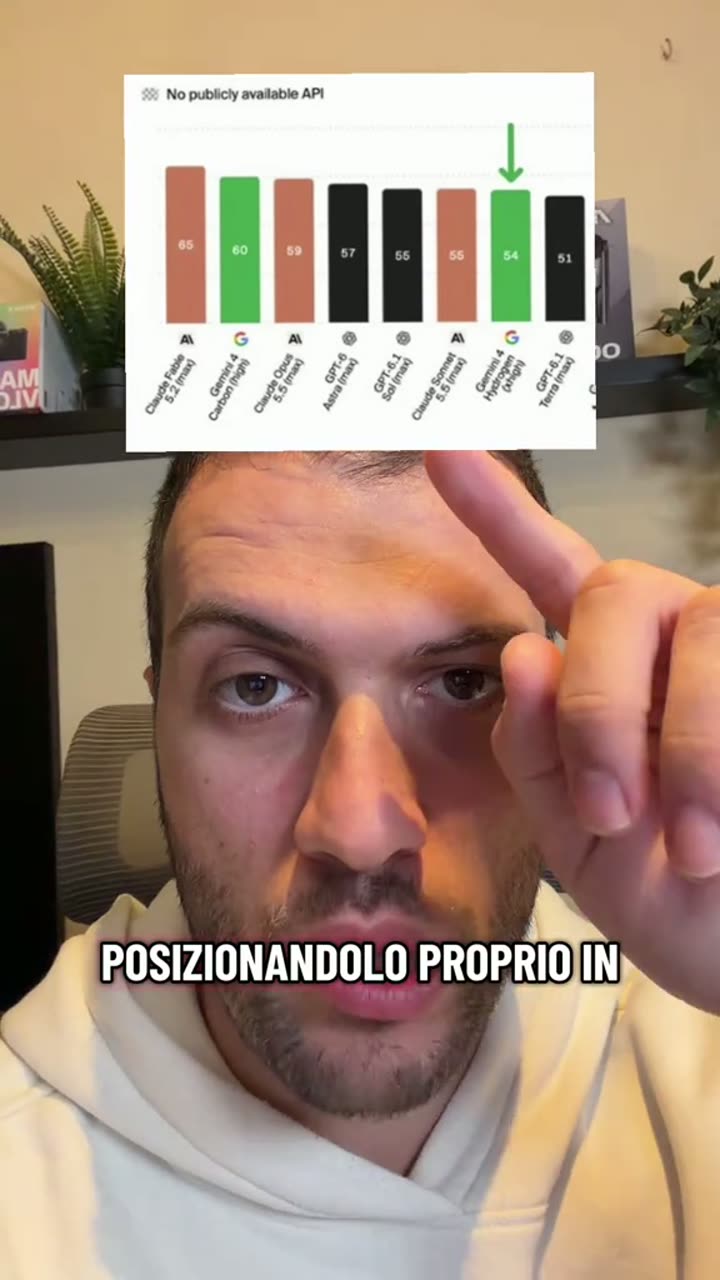 No publicly available API
65
60
59
57
55
55
54
51
Claude Fable
5.2 (max)
Gemini 4
Carbon (high)
Claude Opus
5.5 (max)
GPT-6
Astra (max)
GPT-6.1
Sol (max)
Claude Sonnet
5.5 (max)
Gemini 4
Hydrogen
(xhigh)
GPT-6.1
Terra (max)
POSIZIONANDOLO PROPRIO IN